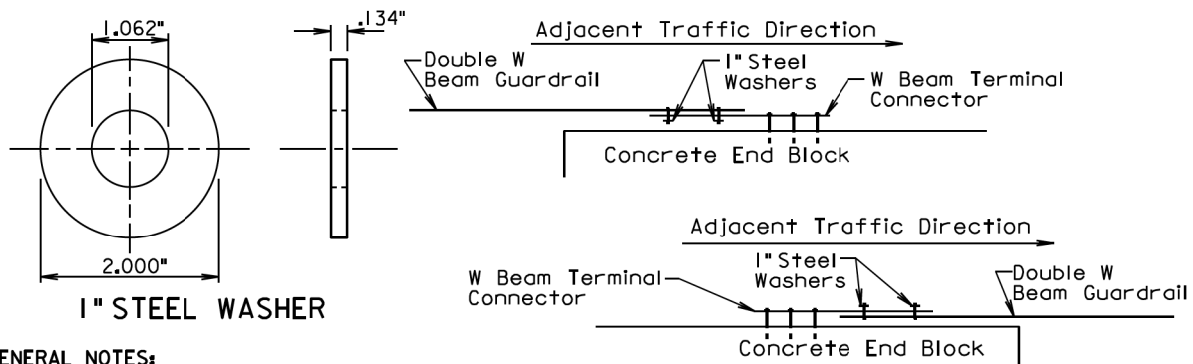 1.062"
.134"
2.000"
1" STEEL WASHER
Adjacent Traffic Direction
Double W
Beam Guardrail
1" Steel
Washers
W Beam Terminal
Connector
Concrete End Block
Adjacent Traffic Direction
W Beam Terminal
Connector
1" Steel
Washers
Double W
Beam Guardrail
Concrete End Block
ENERAL NOTES: